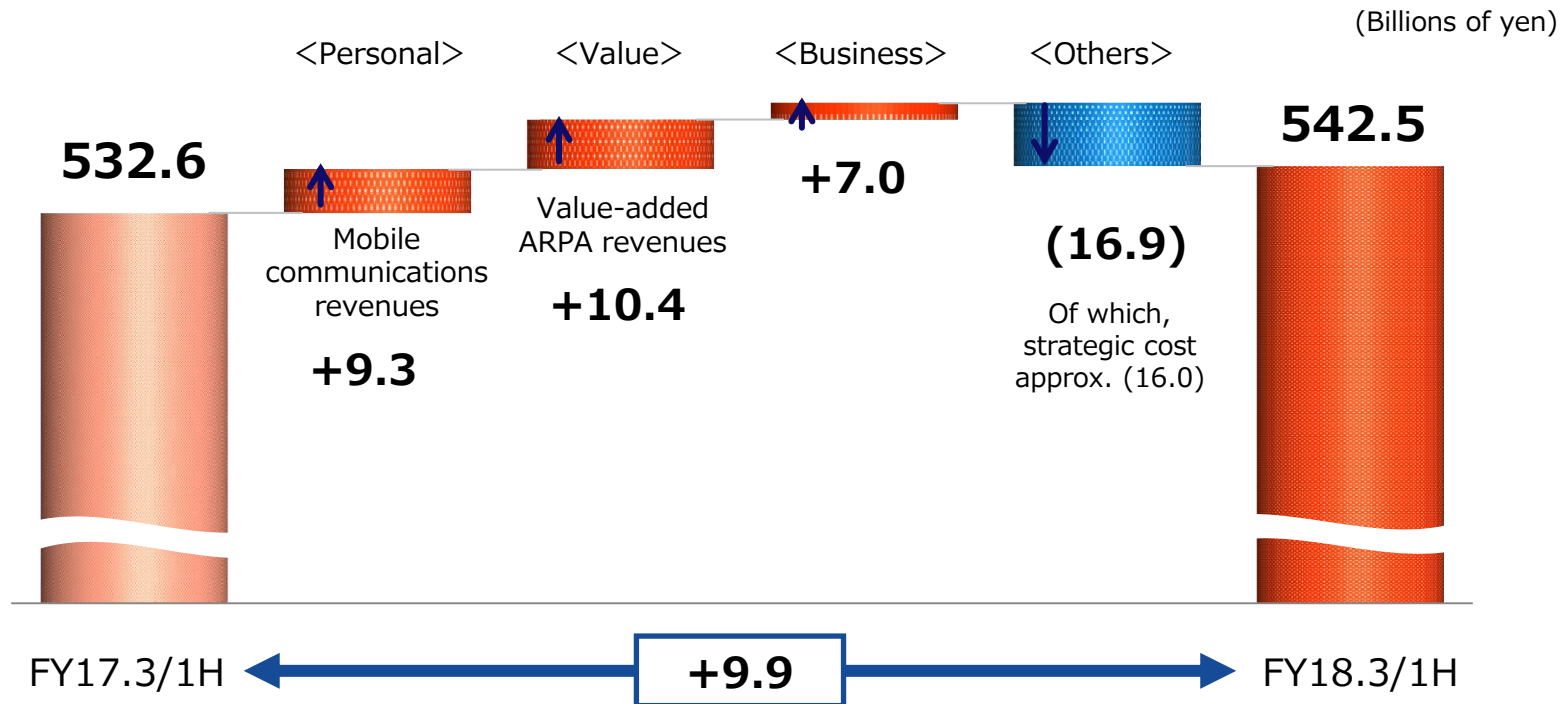 (Billions of yen)
<Personal>
<Value>
<Business>
<Others>
532.6
Mobile
communications
revenues
+9.3
Value-added
ARPA revenues
+10.4
+7.0
(16.9)
Of which,
strategic cost
approx. (16.0)
542.5
FY17.3/1H
+9.9
FY18.3/1H